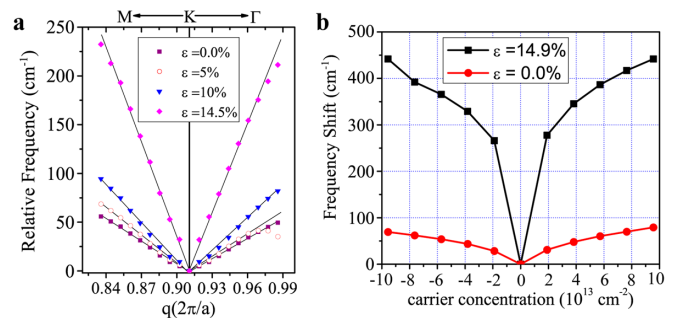 a
M K Γ
250
200
150
100
50
0
Relative Frequency (cm⁻¹)
ε =0.0%
ε =5%
ε =10%
ε =14.5%
0.84 0.87 0.90 0.93 0.96 0.99
q(2π/a)
b
500
400
300
200
100
0
Frequency Shift (cm⁻¹)
ε =14.9%
ε = 0.0%
-10 -8 -6 -4 -2 0 2 4 6 8 10
carrier concentration (10¹³ cm⁻²)